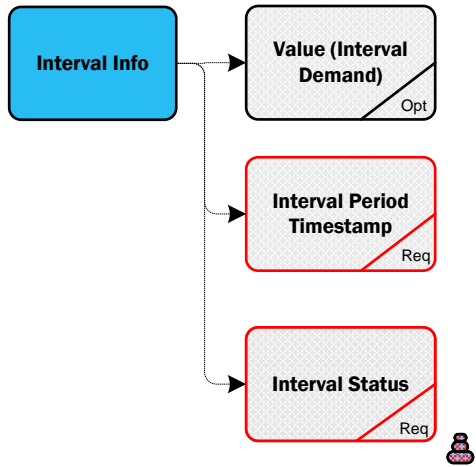 Interval Info
Value (Interval
Demand)
Opt
Interval Period
Timestamp
Req
Interval Status
Req